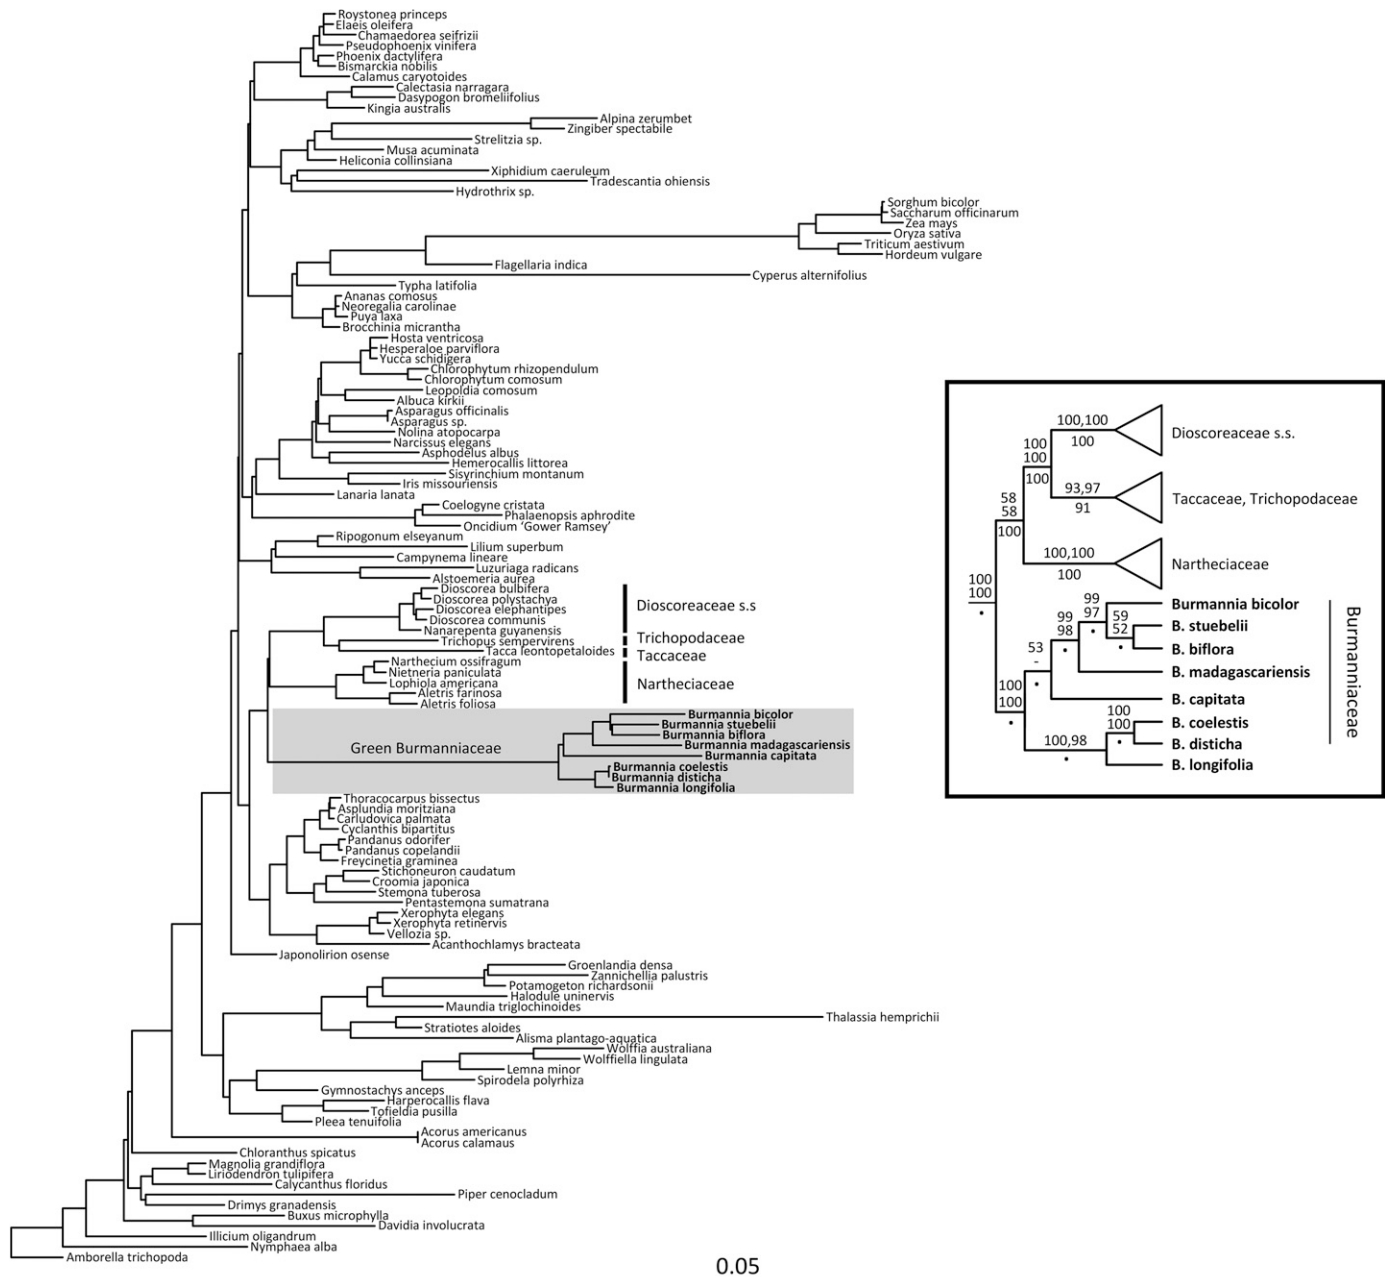 Roystonea princeps
Elaeis oleifera
Chamaedorea seifrizii
Pseudophoenix vinifera
Phoenix dactylifera
Bismarckia nobilis
Calamus caryotoides
Calectasia narragara
Dasypogon bromeliifolius
Kingia australis
Alpina zerumbet
Zingiber spectabile
Strelitzia sp.
Musa acuminata
Heliconia collinsiana
Xiphidium caeruleum
Tradescantia ohiensis
Hydrothrix sp.
Sorghum bicolor
Saccharum officinarum
Zea mays
Oryza sativa
Triticum aestivum
Hordeum vulgare
Flagellaria indica
Cyperus alternifolius
Typha latifolia
Ananas comosus
Neoregalia carolinae
Puya laxa
Brocchinia micrantha
Hosta ventricosa
Hesperaloe parviflora
Yucca schidigera
Chlorophytum rhizopendulum
Chlorophytum comosum
Leopoldia comosum
Albuca kirkii
Asparagus officinalis
Asparagus sp.
Nolina atopocarpa
Narcissus elegans
Asphodelus albus
Hemerocallis littorea
Sisyrinchium montanum
Iris missouriensis
Lanaria lanata
Coelogyne cristata
Phalaenopsis aphrodite
Oncidium ‘Gower Ramsey’
Ripogonum elseyanum
Lilium superbum
Campynema lineare
Luzuriaga radicans
Alstoemeria aurea
Dioscorea bulbifera
Dioscorea polystachya
Dioscorea elephantipes
Dioscorea communis
Nanarepenta guyanensis
Trichopus sempervirens
Tacca leontopetaloides
Narthecium ossifragum
Nietneria paniculata
Lophiola americana
Aletris farinosa
Aletris foliosa
Dioscoreaceae s.s
Trichopodaceae
Taccaceae
Nartheciaceae
Green Burmanniaceae
Burmannia bicolor
Burmannia stuebelii
Burmannia biflora
Burmannia madagascariensis
Burmannia capitata
Burmannia coelestis
Burmannia disticha
Burmannia longifolia
Thoracocarpus bissectus
Asplundia moritziana
Carludovica palmata
Cyclanthis bipartitus
Pandanus odorifer
Pandanus copelandii
Freycinetia graminea
Stichoneuron caudatum
Croomia japonica
Stemona tuberosa
Pentastemona sumatrana
Xerophyta elegans
Xerophyta retinervis
Vellozia sp.
Acanthochlamys bracteata
Japonolirion osense
Groenlandia densa
Zannichellia palustris
Potamogeton richardsonii
Halodule uninervis
Maundia triglochinoides
Thalassia hemprichii
Stratiotes aloides
Alisma plantago-aquatica
Wolffia australiana
Wolffiella lingulata
Lemna minor
Spirodela polyrhiza
Gymnostachys anceps
Harperocallis flava
Tofieldia pusilla
Pleea tenuifolia
Acorus americanus
Acorus calamaus
Chloranthus spicatus
Magnolia grandiflora
Liriodendron tulipifera
Calycanthus floridus
Piper cenocladum
Drimys granadensis
Buxus microphylla
Davidia involucrata
Illicium oligandrum
Nymphaea alba
Amborella trichopoda
0.05
100,100
100
Dioscoreaceae s.s.
100
100
100
93,97
91
Taccaceae, Trichopodaceae
58
58
100
100,100
100
Nartheciaceae
100
100
Burmannia bicolor
99
97
59
52
B. stuebelii
B. biflora
99
98
B. madagascariensis
53
-
B. capitata
100
100
100
100
B. coelestis
B. disticha
100,98
B. longifolia
Burmanniaceae